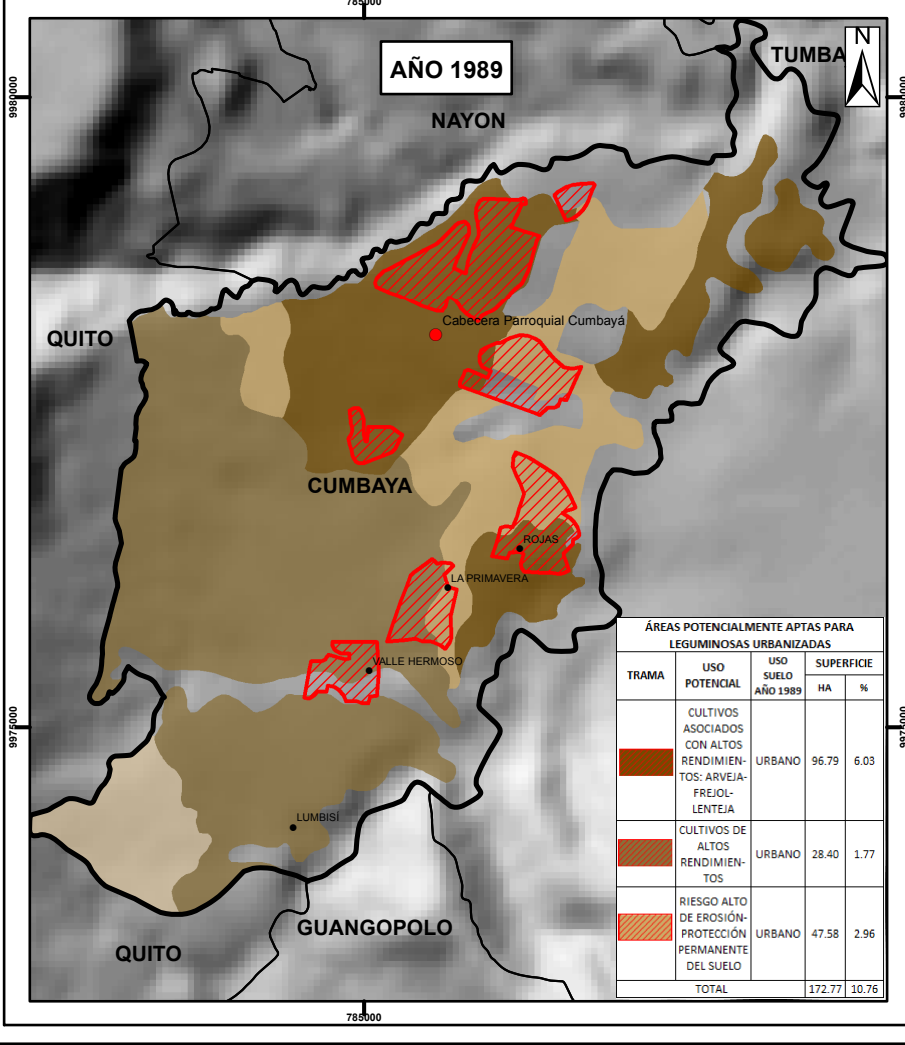 785000
AÑO 1989
TUMBA
N
9980000
9980000
NAYON
QUITO
Cabecera Parroquial Cumbayá
CUMBAYA
ROJAS
LA PRIMAVERA
VALLE HERMOSO
LUMBISÍ
GUANGOPOLO
QUITO
9975000
9975000
ÁREAS POTENCIALMENTE APTAS PARA
LEGUMINOSAS URBANIZADAS
TRAMA
USO
POTENCIAL
USO
SUELO
AÑO 1989
SUPERFICIE
HA %
CULTIVOS
ASOCIADOS
CON ALTOS
RENDIMIEN-
TOS: ARVEJA-
FREJOL-
LENTEJA
URBANO 96.79 6.03
CULTIVOS DE
ALTOS
RENDIMIEN-
TOS
URBANO 28.40 1.77
RIESGO ALTO
DE EROSIÓN-
PROTECCIÓN
PERMANENTE
DEL SUELO
URBANO 47.58 2.96
TOTAL 172.77 10.76
785000